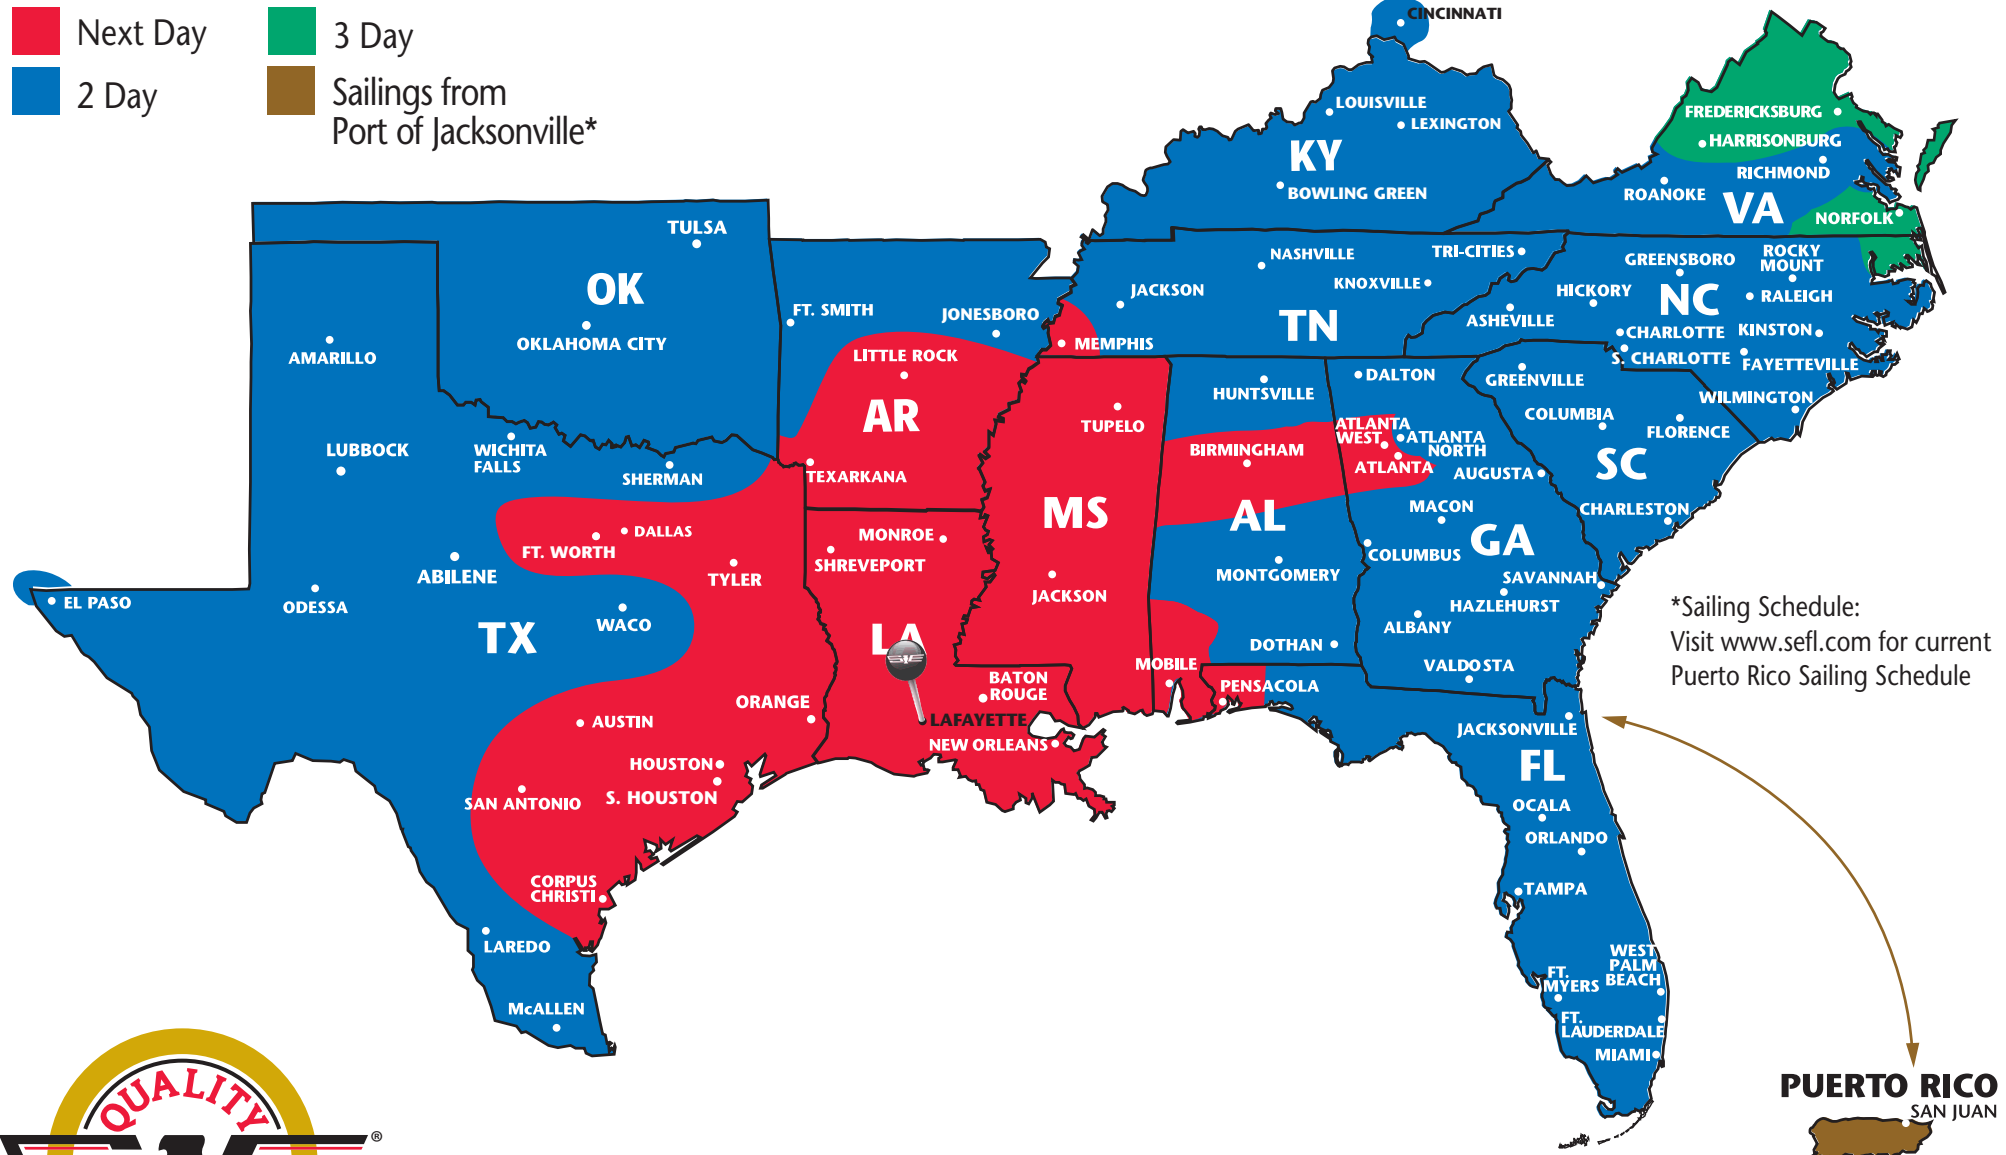 Next Day
3 Day
2 Day
Sailings from
Port of Jacksonville*
CINCINNATI
LOUISVILLE
LEXINGTON
KY
BOWLING GREEN
FREDERICKSBURG
HARRISONBURG
RICHMOND
ROANOKE
VA
NORFOLK
TULSA
OK
OKLAHOMA CITY
FT. SMITH
JONESBORO
LITTLE ROCK
AR
TEXARKANA
NASHVILLE
TRI-CITIES
KNOXVILLE
JACKSON
TN
MEMPHIS
GREENSBORO
ROCKY
MOUNT
HICKORY
NC
RALEIGH
ASHEVILLE
CHARLOTTE
KINSTON
S. CHARLOTTE
FAYETTEVILLE
WILMINGTON
GREENVILLE
COLUMBIA
FLORENCE
SC
CHARLESTON
AMARILLO
LUBBOCK
WICHITA
FALLS
SHERMAN
DALLAS
FT. WORTH
TYLER
ABILENE
EL PASO
ODESSA
TX
WACO
ORANGE
AUSTIN
HOUSTON
S. HOUSTON
SAN ANTONIO
CORPUS
CHRISTI
LAREDO
McALLEN
MONROE
SHREVEPORT
LA
BATON
ROUGE
LAFAYETTE
NEW ORLEANS
TUPELO
MS
JACKSON
HUNTSVILLE
BIRMINGHAM
AL
MONTGOMERY
DOTHAN
MOBILE
DALTON
ATLANTA
WEST
ATLANTA
NORTH
ATLANTA
AUGUSTA
MACON
GA
COLUMBUS
SAVANNAH
HAZLEHURST
ALBANY
VALDOSTA
PENSACOLA
JACKSONVILLE
FL
OCALA
ORLANDO
TAMPA
WEST
PALM
BEACH
FT.
MYERS
FT.
LAUDERDALE
MIAMI
*Sailing Schedule:
Visit www.sefl.com for current
Puerto Rico Sailing Schedule
PUERTO RICO
SAN JUAN
QUALITY
®